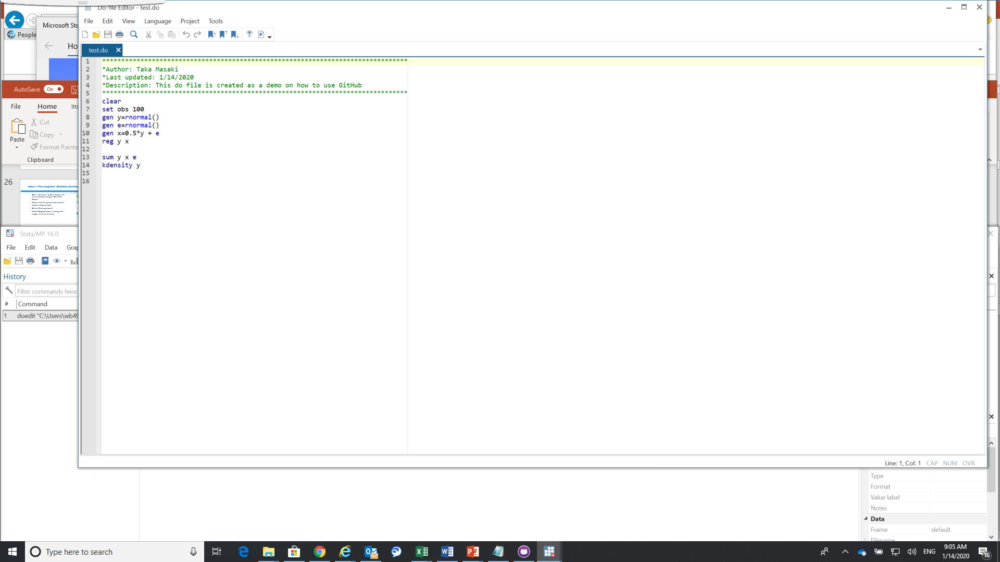 Do-file Editor - test.do
File Edit View Language Project Tools
test.do
1 ********************************************************************************
2 *Author: Taka Masaki
3 *Last updated: 1/14/2020
4 *Description: This do file is created as a demo on how to use GitHub
5 ********************************************************************************
6 clear
7 set obs 100
8 gen y=rnormal()
9 gen e=rnormal()
10 gen x=0.5*y + e
11 reg y x
12
13 sum y x e
14 kdensity y
15
16
Line: 1, Col: 1 CAP NUM OVR
People
Microsoft Sto
Ho
AutoSave On
File Home Ins
Paste
Cut
Copy
Format Painte
Clipboard
26
Stata/MP 16.0
File Edit Data Grap
History
Filter commands here
# Command
1 doedit "C:\Users\wb49
Type
Format
Value label
Notes
Data
Frame default
Filename
Type here to search
ENG
9:05 AM
1/14/2020
16